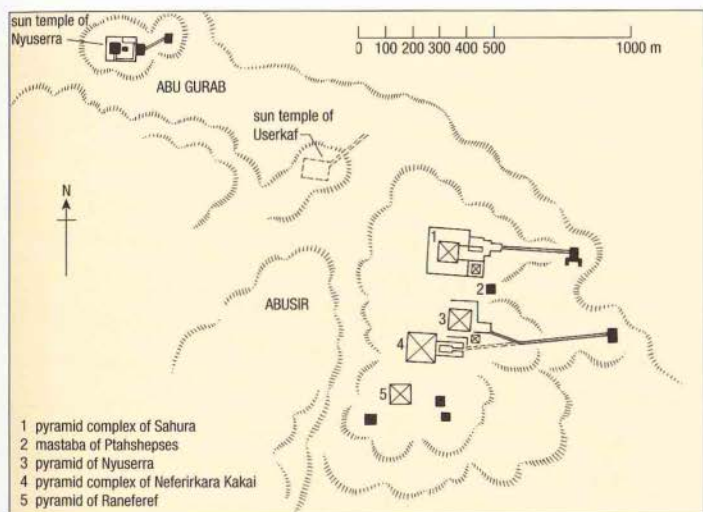 sun temple of
Nyuserra
0 100 200 300 400 500 1000 m
ABU GURAB
sun temple of
Userkaf
N
1
2
ABUSIR
3
4
5
1 pyramid complex of Sahura
2 mastaba of Ptahshepses
3 pyramid of Nyuserra
4 pyramid complex of Neferirkara Kakai
5 pyramid of Raneferef